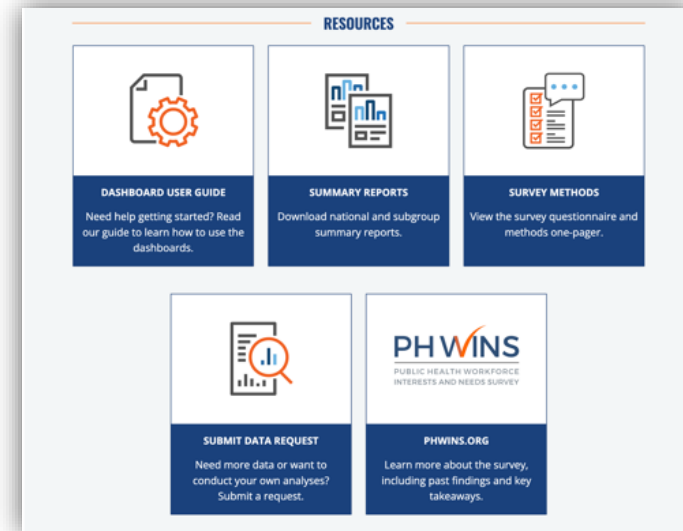 RESOURCES
DASHBOARD USER GUIDE
Need help getting started? Read
our guide to learn how to use the
dashboards.
SUMMARY REPORTS
Download national and subgroup
summary reports.
SURVEY METHODS
View the survey questionnaire and
methods one-pager.
SUBMIT DATA REQUEST
Need more data or want to
conduct your own analyses?
Submit a request.
PH WINS
PUBLIC HEALTH WORKFORCE
INTERESTS AND NEEDS SURVEY
PHWINS.ORG
Learn more about the survey,
including past findings and key
takeaways.